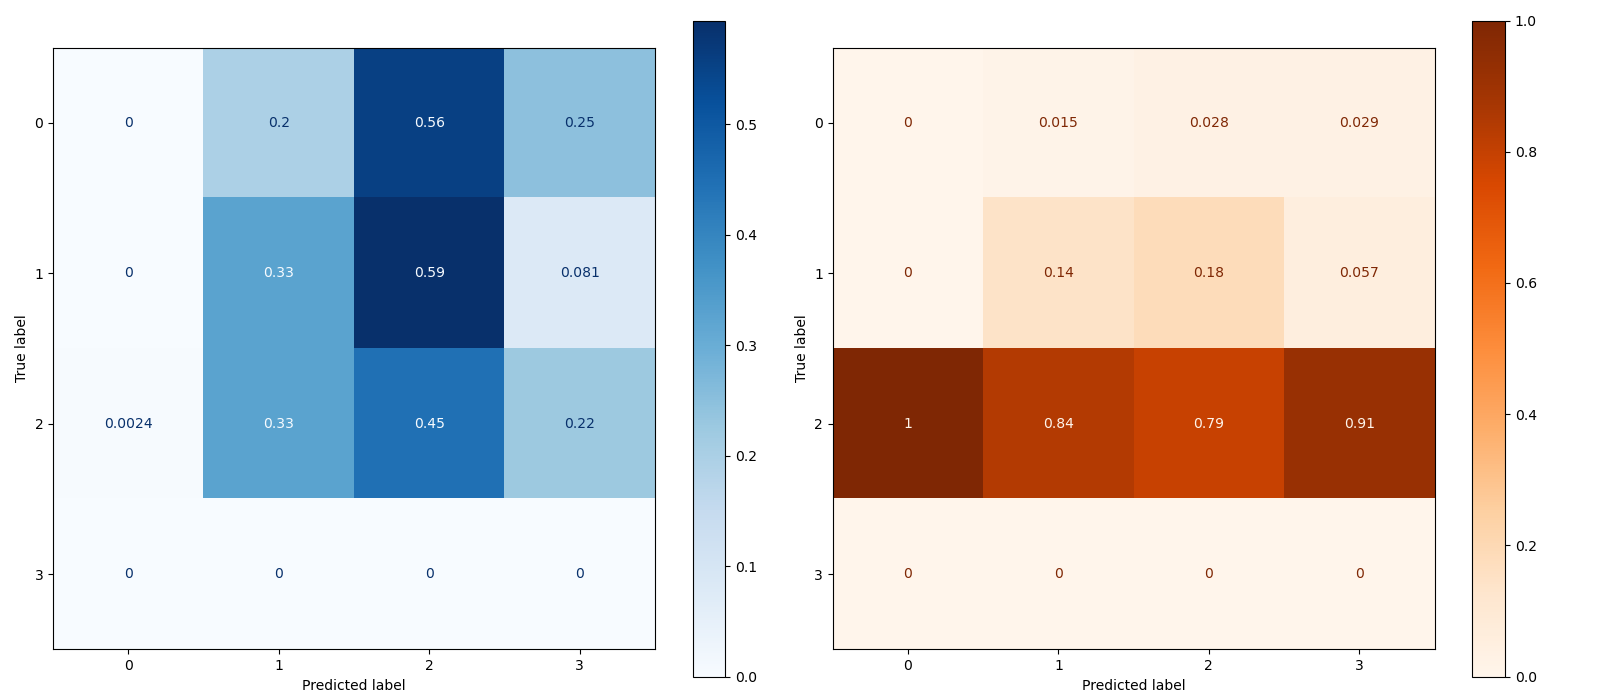 0 0 0.2 0.56 0.25
1 0 0.33 0.59 0.081
2 0.0024 0.33 0.45 0.22
3 0 0 0 0
0 1 2 3
Predicted label
True label
0.5
0.4
0.3
0.2
0.1
0.0
0 0 0.015 0.028 0.029
1 0 0.14 0.18 0.057
2 1 0.84 0.79 0.91
3 0 0 0 0
0 1 2 3
Predicted label
True label
1.0
0.8
0.6
0.4
0.2
0.0